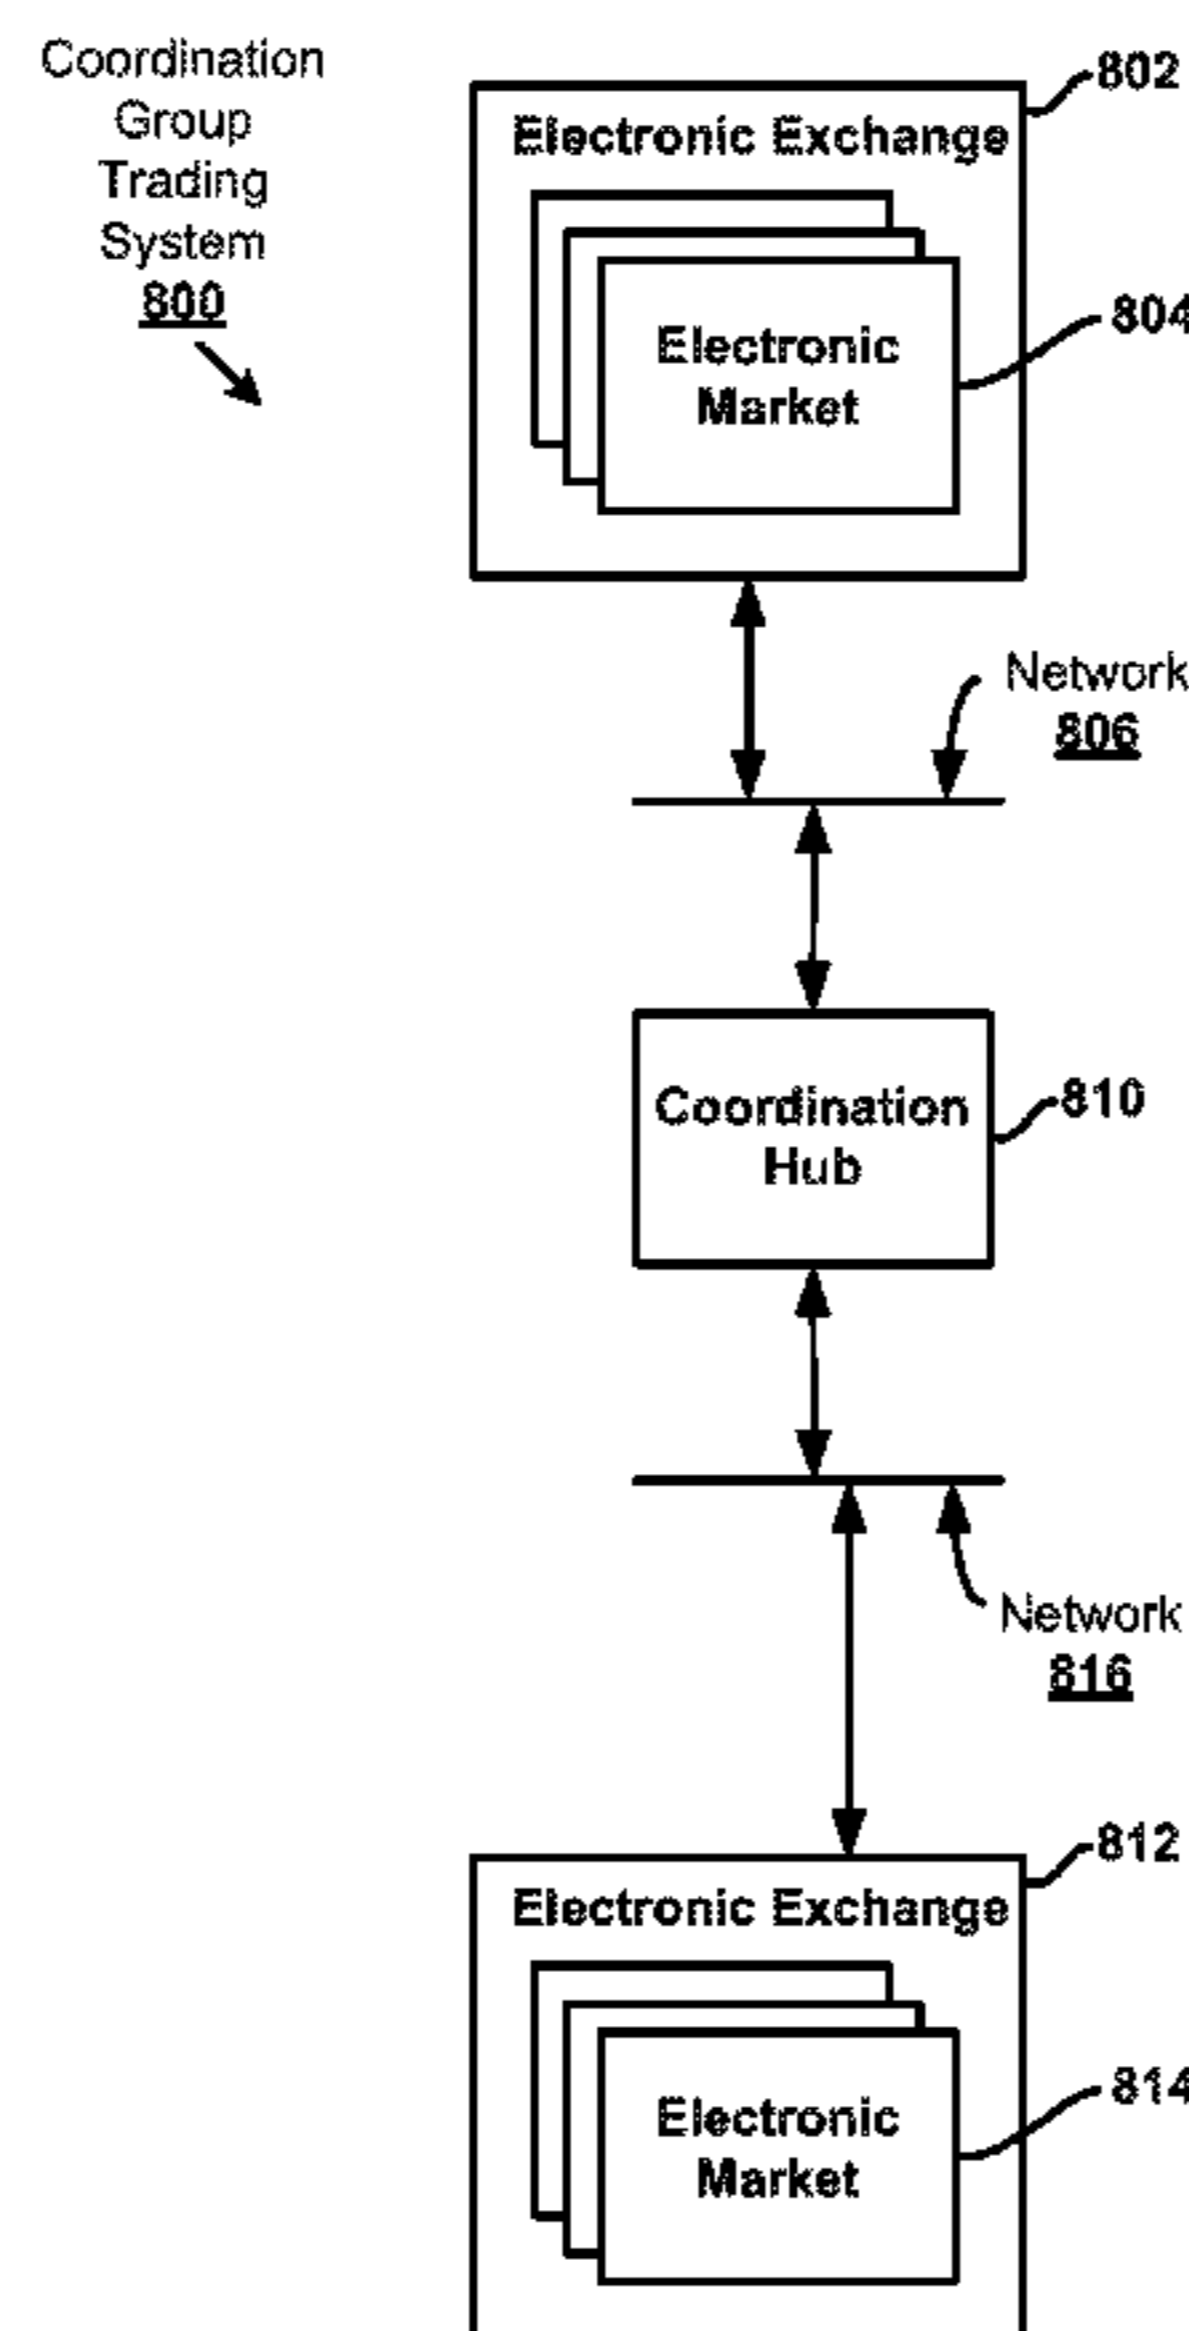 Coordination
Group
Trading
System
800
802
Electronic Exchange
804
Electronic
Market
Network
806
Coordination
Hub
810
Network
816
812
Electronic Exchange
814
Electronic
Market